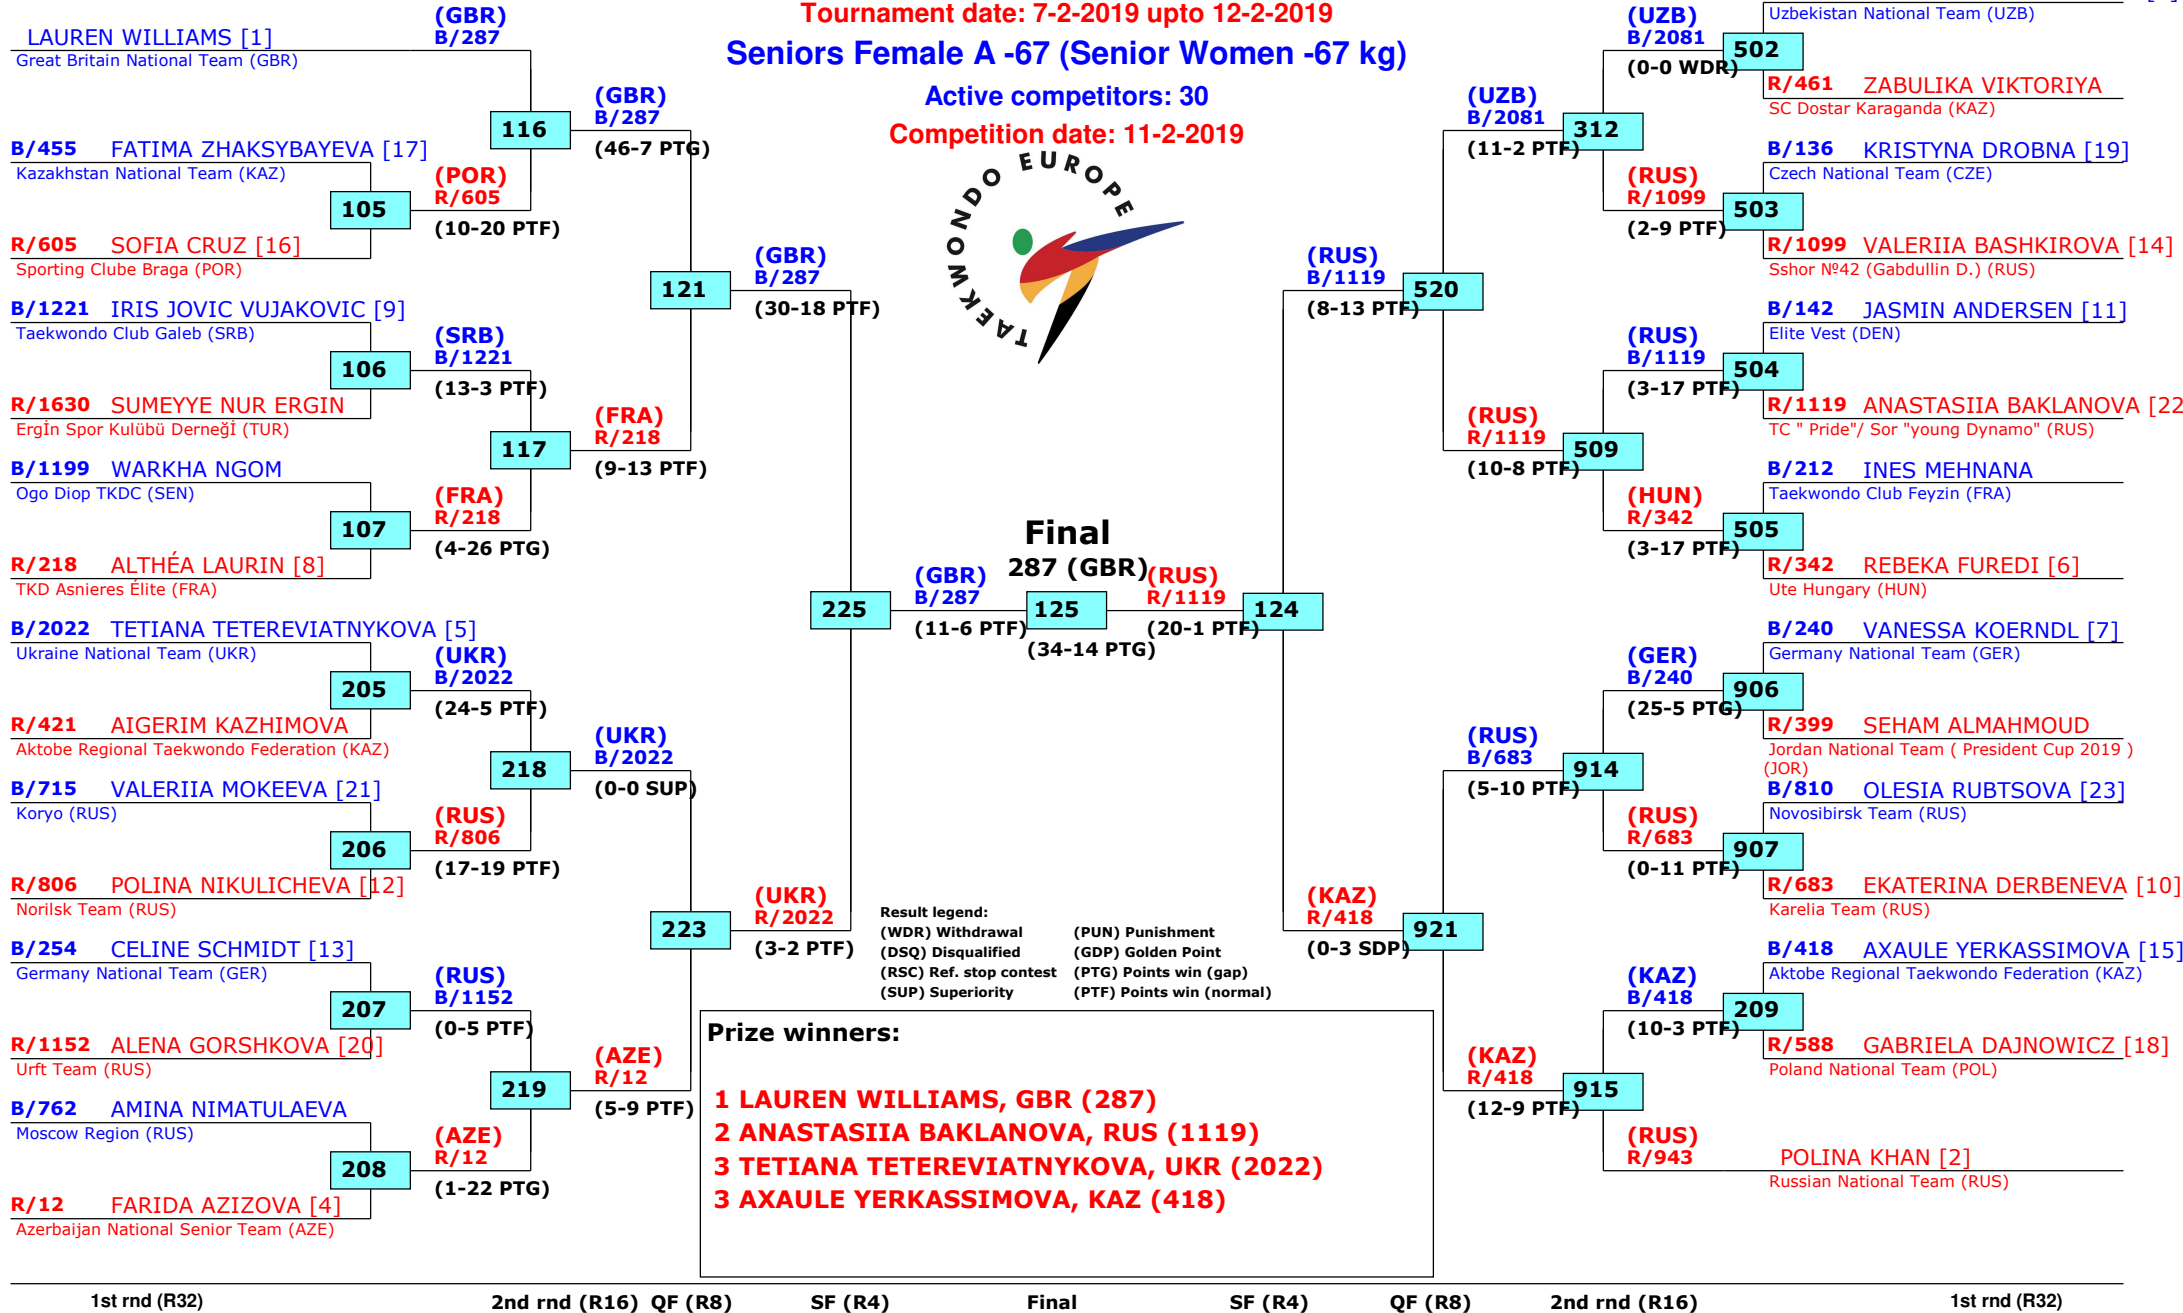 Tournament date: 7-2-2019 upto 12-2-2019
Seniors Female A -67 (Senior Women -67 kg)
Active competitors: 30
Competition date: 11-2-2019
TAEKWONDO EUROPE
LAUREN WILLIAMS [1]
Great Britain National Team (GBR)
B/455 FATIMA ZHAKSYBAYEVA [17]
Kazakhstan National Team (KAZ)
105
R/605 SOFIA CRUZ [16]
Sporting Clube Braga (POR)
B/1221 IRIS JOVIC VUJAKOVIC [9]
Taekwondo Club Galeb (SRB)
106
R/1630 SUMEYYE NUR ERGIN
Ergİn Spor Kulübü Derneğİ (TUR)
B/1199 WARKHA NGOM
Ogo Diop TKDC (SEN)
107
R/218 ALTHÉA LAURIN [8]
TKD Asnieres Élite (FRA)
B/2022 TETIANA TETEREVIATNYKOVA [5]
Ukraine National Team (UKR)
205
R/421 AIGERIM KAZHIMOVA
Aktobe Regional Taekwondo Federation (KAZ)
B/715 VALERIIA MOKEEVA [21]
Koryo (RUS)
206
R/806 POLINA NIKULICHEVA [12]
Norilsk Team (RUS)
B/254 CELINE SCHMIDT [13]
Germany National Team (GER)
207
R/1152 ALENA GORSHKOVA [20]
Urft Team (RUS)
B/762 AMINA NIMATULAEVA
Moscow Region (RUS)
208
R/12 FARIDA AZIZOVA [4]
Azerbaijan National Senior Team (AZE)
(GBR)
B/287
116
(POR)
R/605
(10-20 PTF)
(SRB)
B/1221
(13-3 PTF)
117
(FRA)
R/218
(4-26 PTG)
(UKR)
B/2022
(24-5 PTF)
218
(RUS)
R/806
(17-19 PTF)
(RUS)
B/1152
(0-5 PTF)
219
(AZE)
R/12
(1-22 PTG)
(GBR)
B/287
(46-7 PTG)
121
(FRA)
R/218
(9-13 PTF)
(UKR)
B/2022
(0-0 SUP)
223
(AZE)
R/12
(5-9 PTF)
(GBR)
B/287
(30-18 PTF)
225
(UKR)
R/2022
(3-2 PTF)
(GBR)
B/287
(11-6 PTF)
Final
287 (GBR)
125
(34-14 PTG)
(RUS)
R/1119
(20-1 PTF)
124
(RUS)
B/1119
(8-13 PTF)
520
(KAZ)
R/418
(0-3 SDP)
921
(UZB)
B/2081
(11-2 PTF)
312
(RUS)
R/1119
(10-8 PTF)
509
(RUS)
B/683
(5-10 PTF)
914
(KAZ)
R/418
(12-9 PTF)
915
(UZB)
B/2081
(0-0 WDR)
502
(RUS)
R/1099
(2-9 PTF)
503
(RUS)
B/1119
(3-17 PTF)
504
(HUN)
R/342
(3-17 PTF)
505
(GER)
B/240
(25-5 PTG)
906
(RUS)
R/683
(0-11 PTF)
907
(KAZ)
B/418
(10-3 PTF)
209
(RUS)
R/943
Uzbekistan National Team (UZB)
R/461 ZABULIKA VIKTORIYA
SC Dostar Karaganda (KAZ)
B/136 KRISTYNA DROBNA [19]
Czech National Team (CZE)
R/1099 VALERIIA BASHKIROVA [14]
Sshor №42 (Gabdullin D.) (RUS)
B/142 JASMIN ANDERSEN [11]
Elite Vest (DEN)
R/1119 ANASTASIIA BAKLANOVA [22
TC " Pride"/ Sor "young Dynamo" (RUS)
B/212 INES MEHNANA
Taekwondo Club Feyzin (FRA)
R/342 REBEKA FUREDI [6]
Ute Hungary (HUN)
B/240 VANESSA KOERNDL [7]
Germany National Team (GER)
R/399 SEHAM ALMAHMOUD
Jordan National Team ( President Cup 2019 )
(JOR)
B/810 OLESIA RUBTSOVA [23]
Novosibirsk Team (RUS)
R/683 EKATERINA DERBENEVA [10]
Karelia Team (RUS)
B/418 AXAULE YERKASSIMOVA [15]
Aktobe Regional Taekwondo Federation (KAZ)
R/588 GABRIELA DAJNOWICZ [18]
Poland National Team (POL)
POLINA KHAN [2]
Russian National Team (RUS)
Result legend:
(WDR) Withdrawal (PUN) Punishment
(DSQ) Disqualified (GDP) Golden Point
(RSC) Ref. stop contest (PTG) Points win (gap)
(SUP) Superiority (PTF) Points win (normal)
Prize winners:
1 LAUREN WILLIAMS, GBR (287)
2 ANASTASIIA BAKLANOVA, RUS (1119)
3 TETIANA TETEREVIATNYKOVA, UKR (2022)
3 AXAULE YERKASSIMOVA, KAZ (418)
1st rnd (R32) 2nd rnd (R16) QF (R8) SF (R4) Final SF (R4) QF (R8) 2nd rnd (R16) 1st rnd (R32)